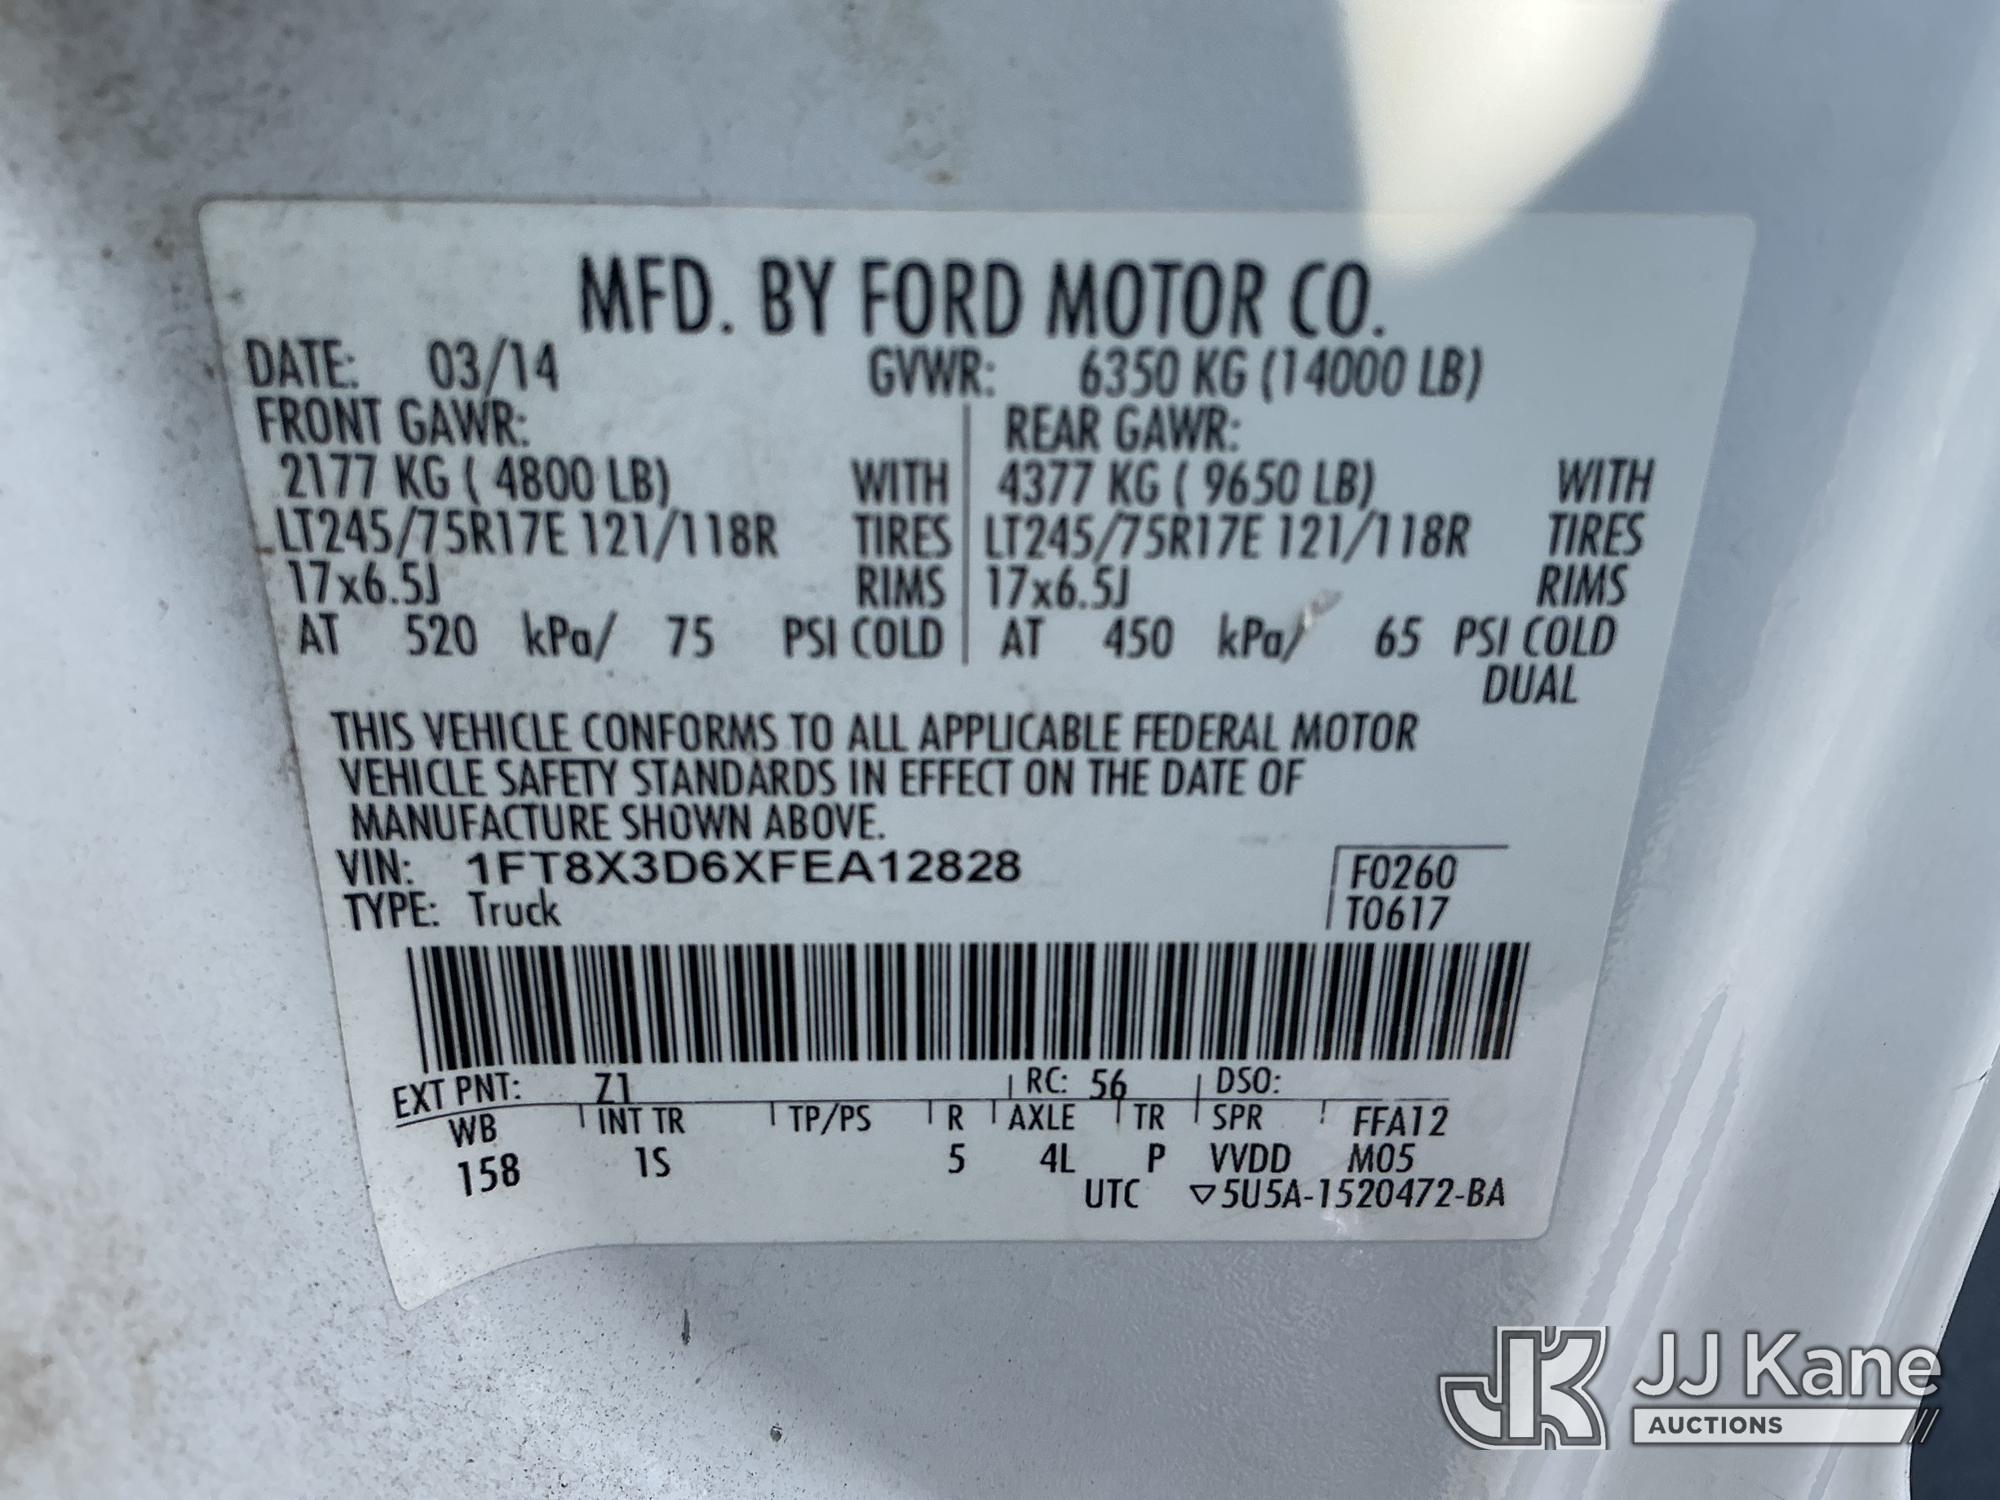 MFD. BY FORD MOTOR CO.
DATE: 03/14 GVWR: 6350 KG (14000 LB)
FRONT GAWR: REAR GAWR:
2177 KG ( 4800 LB) WITH 4377 KG ( 9650 LB) WITH
LT245/75R17E 121/118R TIRES LT245/75R17E 121/118R TIRES
17x6.5J RIMS 17x6.5J RIMS
AT 520 kPa/ 75 PSI COLD AT 450 kPa/ 65 PSI COLD
DUAL
THIS VEHICLE CONFORMS TO ALL APPLICABLE FEDERAL MOTOR
VEHICLE SAFETY STANDARDS IN EFFECT ON THE DATE OF
MANUFACTURE SHOWN ABOVE.
VIN: 1FT8X3D6XFEA12828 F0260
TYPE: Truck T0617
EXT PNT: Z1 RC: 56 DSO:
WB INT TR TP/PS R AXLE TR SPR FFA12
158 1S 5 4L P VVDD M05
UTC ▽5U5A-1520472-BA
JK JJ Kane
AUCTIONS